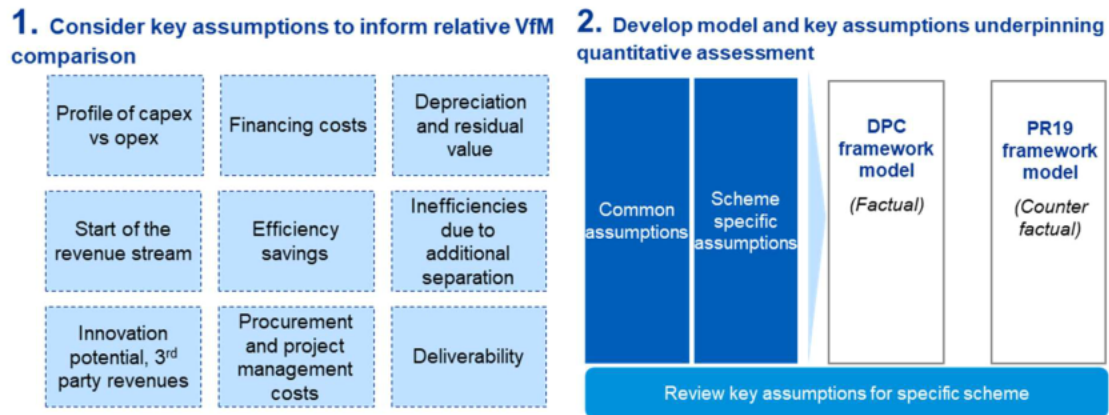 1. Consider key assumptions to inform relative VfM
comparison
Profile of capex
vs opex
Financing costs
Depreciation
and residual
value
Start of the
revenue stream
Efficiency
savings
Inefficiencies
due to
additional
separation
Innovation
potential, 3rd
party revenues
Procurement
and project
management
costs
Deliverability
2. Develop model and key assumptions underpinning
quantitative assessment
Common
assumptions
Scheme
specific
assumptions
DPC
framework
model
(Factual)
PR19
framework
model
(Counter
factual)
Review key assumptions for specific scheme